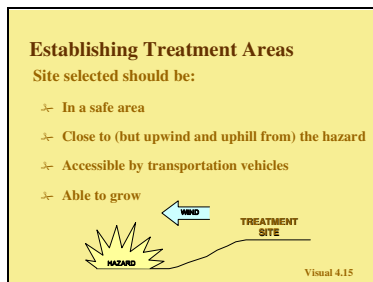 Establishing Treatment Areas
Site selected should be:
In a safe area
Close to (but upwind and uphill from) the hazard
Accessible by transportation vehicles
Able to grow
WIND
TREATMENT
SITE
HAZARD
Visual 4.15